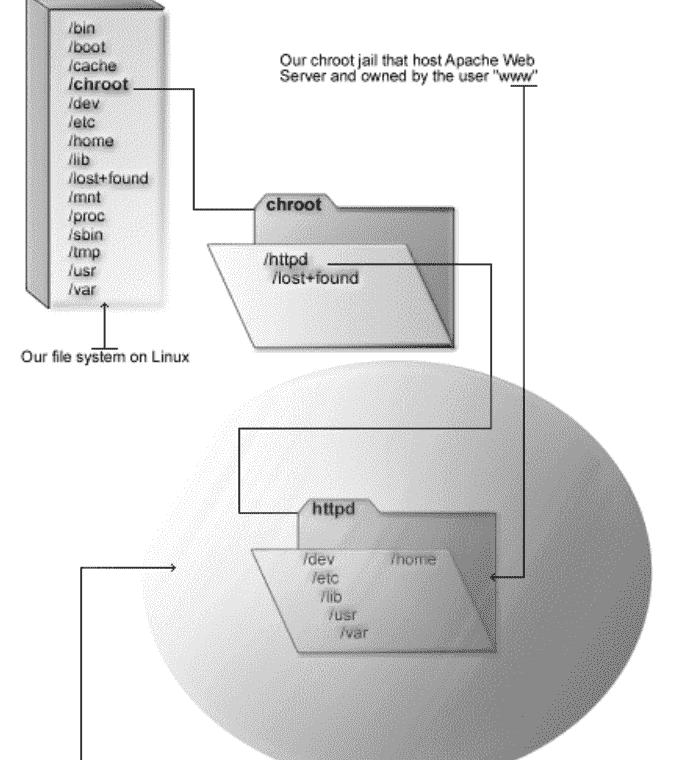 /bin
/boot
/cache
/chroot
/dev
/etc
/home
/lib
/lost+found
/mnt
/proc
/sbin
/tmp
/usr
/var
Our file system on Linux
Our chroot jail that host Apache Web
Server and owned by the user "www"
chroot
/httpd
/lost+found
httpd
/dev /home
/etc
/lib
/usr
/var